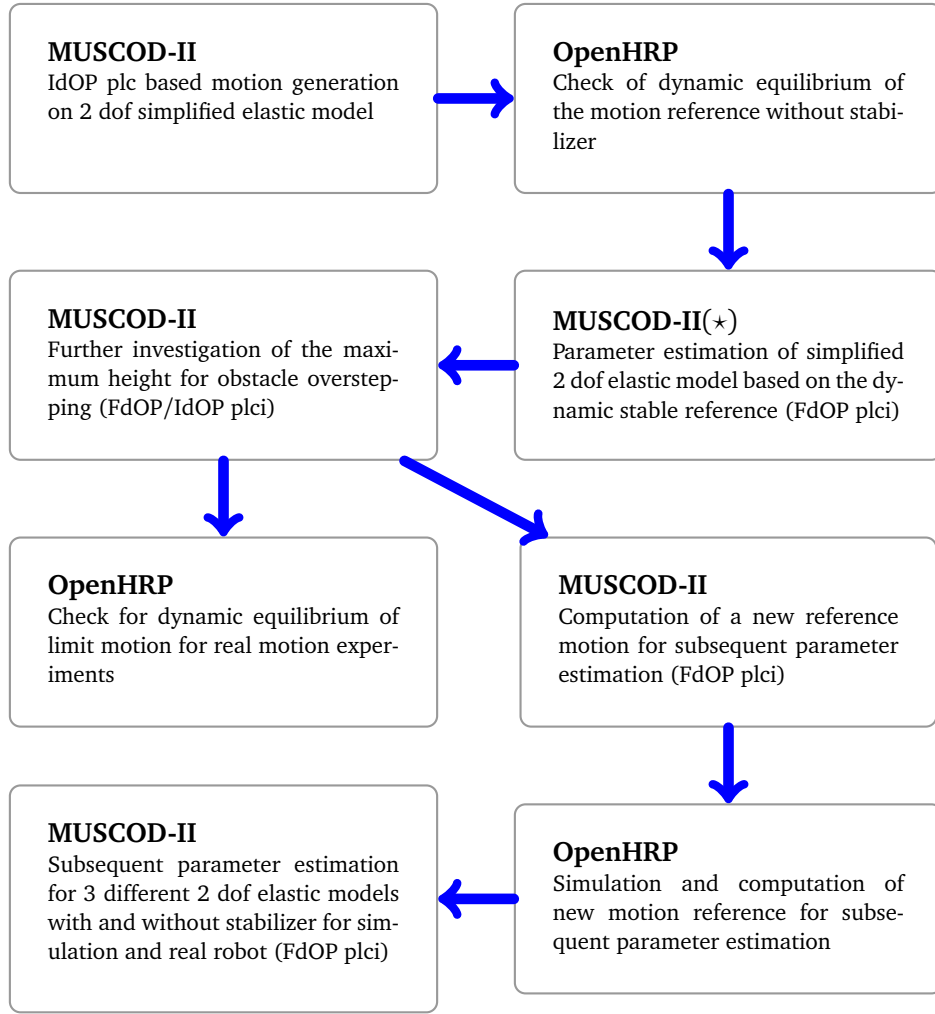 MUSCOD-II
IdOP plc based motion generation
on 2 dof simplified elastic model
OpenHRP
Check of dynamic equilibrium of
the motion reference without stabi-
lizer
MUSCOD-II
Further investigation of the maxi-
mum height for obstacle overstep-
ping (FdOP/IdOP plci)
MUSCOD-II(⋆)
Parameter estimation of simplified
2 dof elastic model based on the dy-
namic stable reference (FdOP plci)
OpenHRP
Check for dynamic equilibrium of
limit motion for real motion exper-
iments
MUSCOD-II
Computation of a new reference
motion for subsequent parameter
estimation (FdOP plci)
MUSCOD-II
Subsequent parameter estimation
for 3 different 2 dof elastic models
with and without stabilizer for sim-
ulation and real robot (FdOP plci)
OpenHRP
Simulation and computation of
new motion reference for subse-
quent parameter estimation